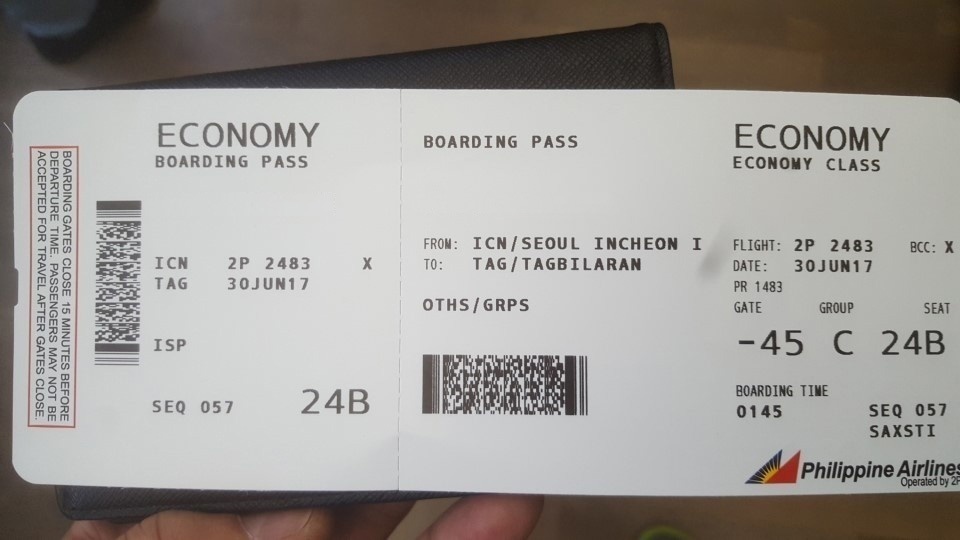 BOARDING GATES CLOSE 15 MINUTES BEFORE
DEPARTURE TIME. PASSENGERS MAY NOT BE
ACCEPTED FOR TRAVEL AFTER GATES CLOSE.
ECONOMY
BOARDING PASS
ICN 2P 2483 X
TAG 30JUN17
ISP
SEQ 057 24B
BOARDING PASS
FROM: ICN/SEOUL INCHEON I
TO: TAG/TAGBILARAN
OTHS/GRPS
ECONOMY
ECONOMY CLASS
FLIGHT: 2P 2483 BCC: X
DATE: 30JUN17
PR 1483
GATE GROUP SEAT
-45 C 24B
BOARDING TIME
0145 SEQ 057
SAXSTI
Philippine Airlines
Operated by 2P